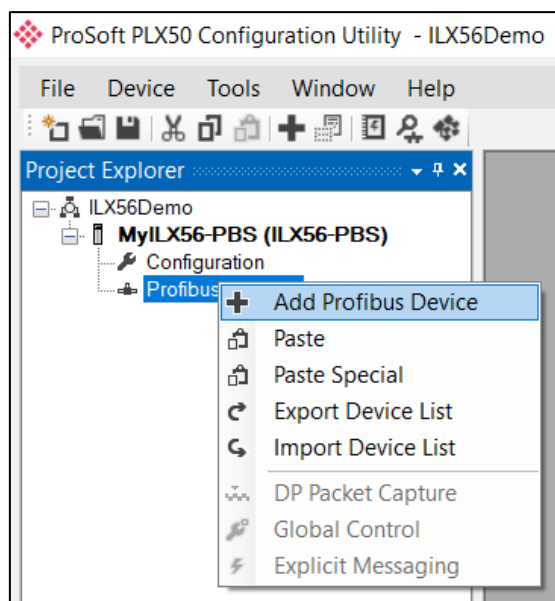 ProSoft PLX50 Configuration Utility - ILX56Demo
File Device Tools Window Help
Project Explorer
ILX56Demo
MyILX56-PBS (ILX56-PBS)
Configuration
Profibus
Add Profibus Device
Paste
Paste Special
Export Device List
Import Device List
DP Packet Capture
Global Control
Explicit Messaging